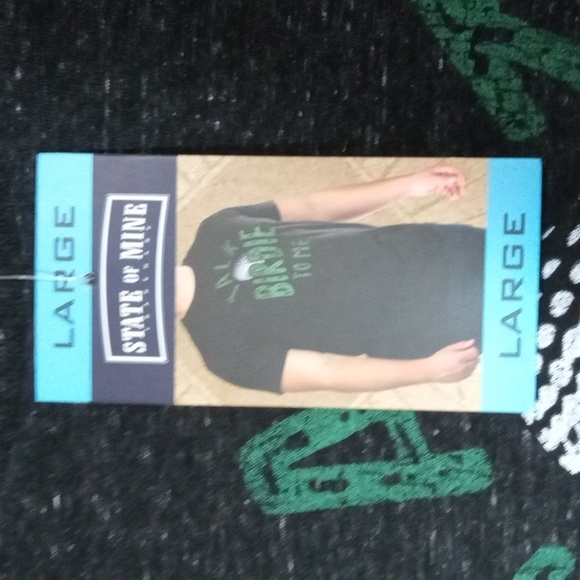 LARGE
STATE OF MINE
BIRDIE
TO ME
LARGE